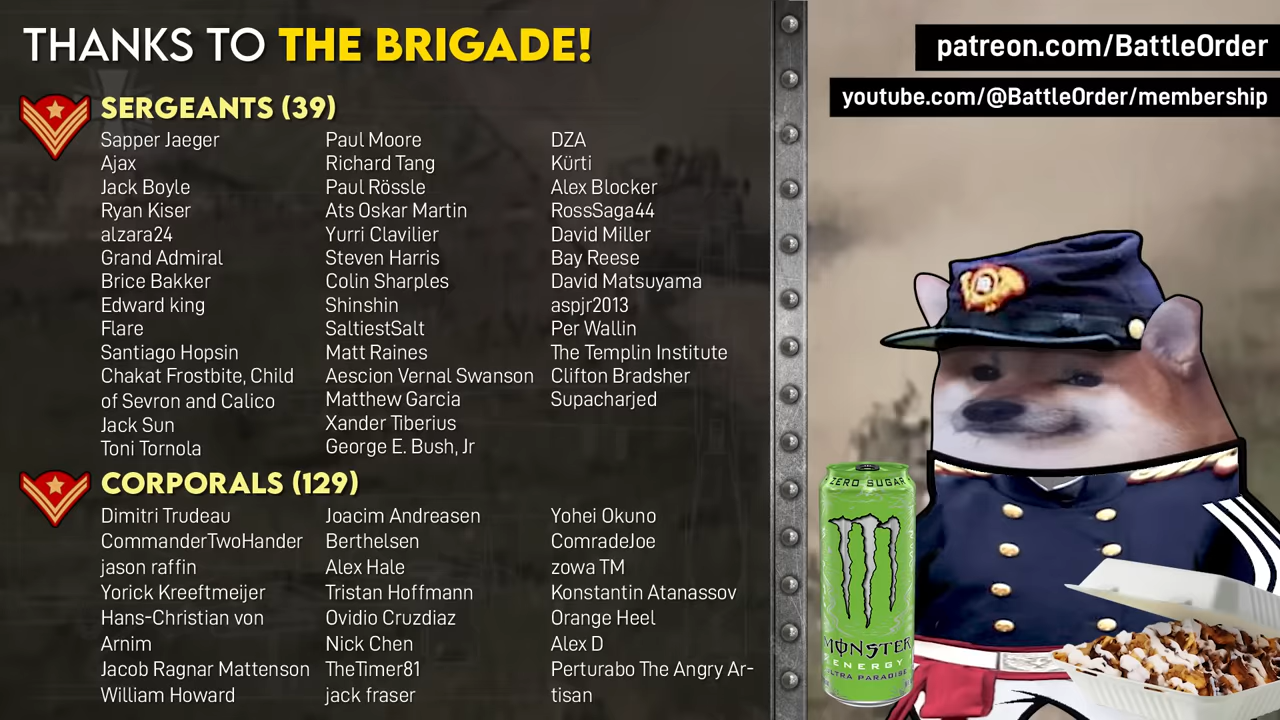 THANKS TO THE BRIGADE!
SERGEANTS (39)
Sapper Jaeger
Ajax
Jack Boyle
Ryan Kiser
alzara24
Grand Admiral
Brice Bakker
Edward king
Flare
Santiago Hopsin
Chakat Frostbite, Child
of Sevron and Calico
Jack Sun
Toni Tornola
Paul Moore
Richard Tang
Paul Rössle
Ats Oskar Martin
Yurri Clavilier
Steven Harris
Colin Sharples
Shinshin
SaltiestSalt
Matt Raines
Aescion Vernal Swanson
Matthew Garcia
Xander Tiberius
George E. Bush, Jr
DZA
Kürti
Alex Blocker
RossSaga44
David Miller
Bay Reese
David Matsuyama
aspjr2013
Per Wallin
The Templin Institute
Clifton Bradsher
Supacharjed
CORPORALS (129)
Dimitri Trudeau
CommanderTwoHander
jason raffin
Yorick Kreeftmeijer
Hans-Christian von
Arnim
Jacob Ragnar Mattenson
William Howard
Joacim Andreasen
Berthelsen
Alex Hale
Tristan Hoffmann
Ovidio Cruzdiaz
Nick Chen
TheTimer81
jack fraser
Yohei Okuno
ComradeJoe
zowa TM
Konstantin Atanassov
Orange Heel
Alex D
Perturabo The Angry Ar-
tisan
patreon.com/BattleOrder
youtube.com/@BattleOrder/membership
ZERO SUGAR
MONSTER
ENERGY
ULTRA PARADISE